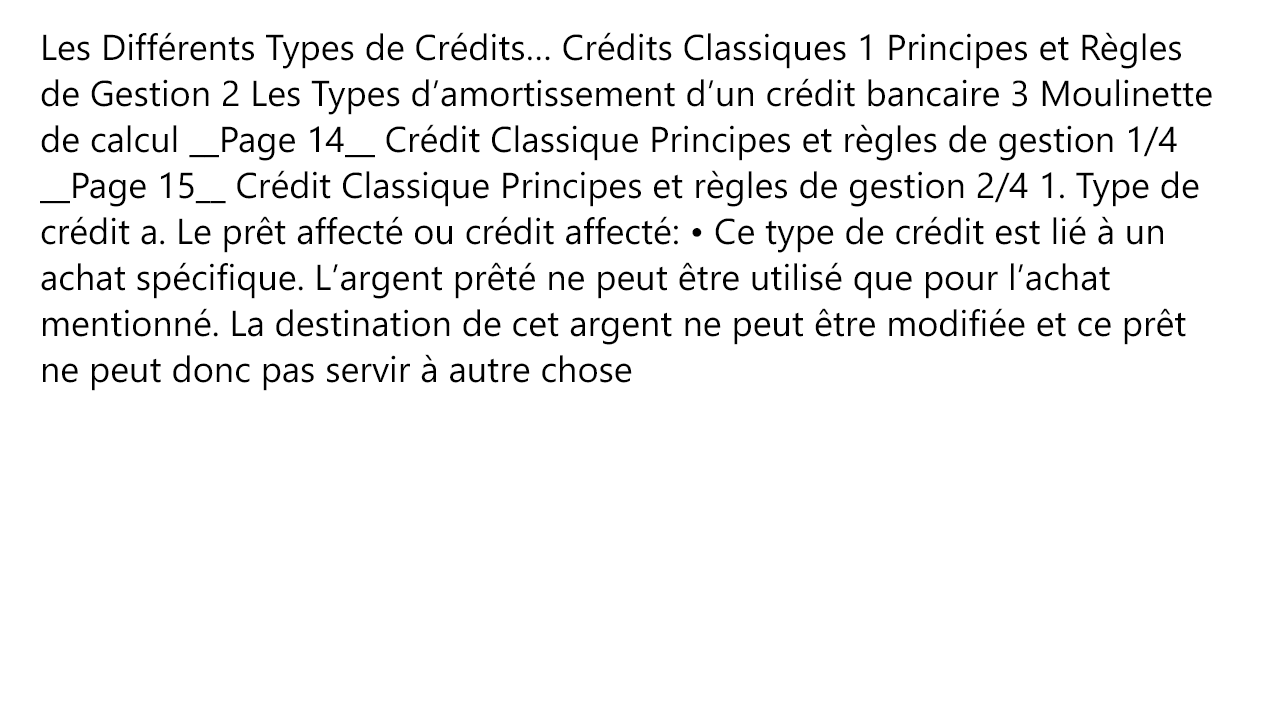 Les Différents Types de Crédits... Crédits Classiques 1 Principes et Règles
de Gestion 2 Les Types d’amortissement d’un crédit bancaire 3 Moulinette
de calcul __Page 14__ Crédit Classique Principes et règles de gestion 1/4
__Page 15__ Crédit Classique Principes et règles de gestion 2/4 1. Type de
crédit a. Le prêt affecté ou crédit affecté: • Ce type de crédit est lié à un
achat spécifique. L’argent prêté ne peut être utilisé que pour l’achat
mentionné. La destination de cet argent ne peut être modifiée et ce prêt
ne peut donc pas servir à autre chose